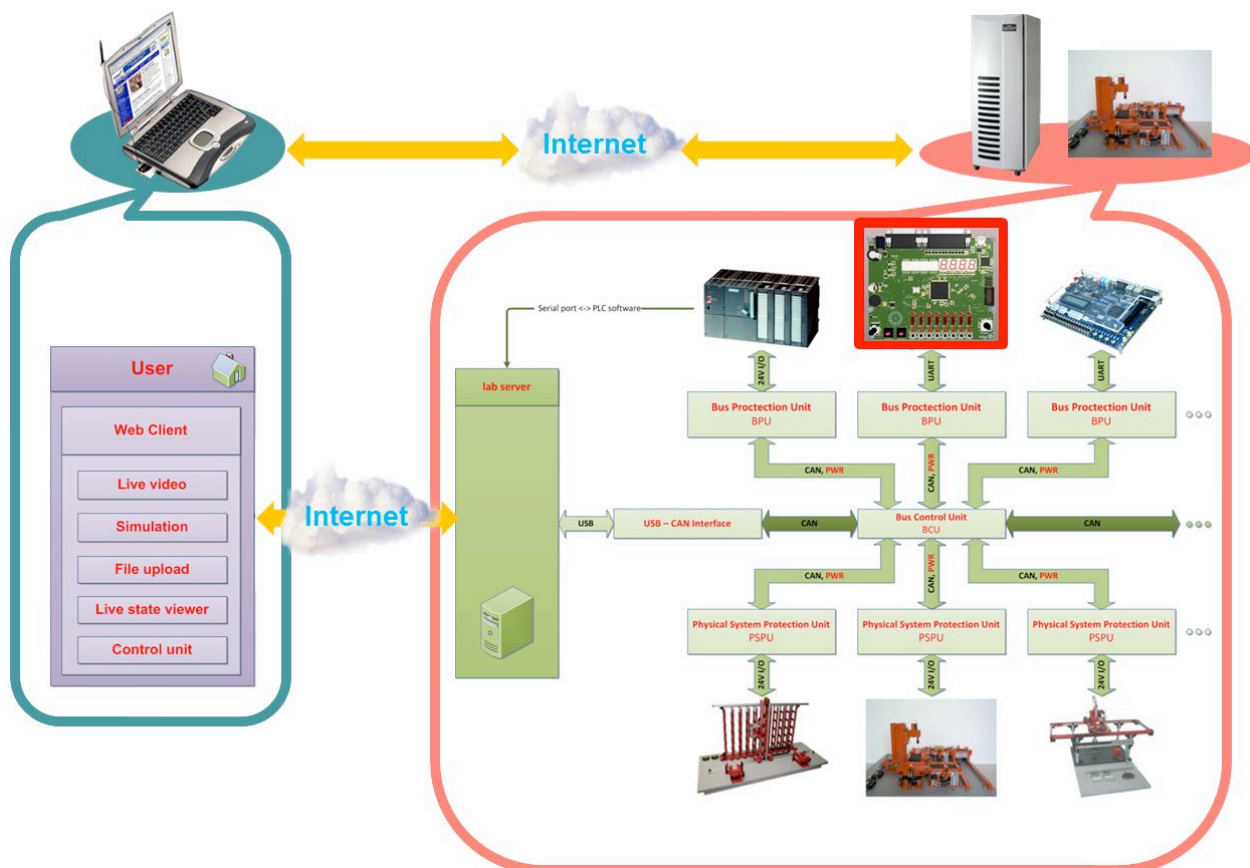 Internet
Serial port <-> PLC software
24V I/O
UART
UART
User
Web Client
Live video
Simulation
File upload
Live state viewer
Control unit
Internet
lab server
Bus Proctection Unit
BPU
Bus Proctection Unit
BPU
Bus Proctection Unit
BPU
CAN, PWR
CAN, PWR
CAN, PWR
USB
USB – CAN Interface
CAN
Bus Control Unit
BCU
CAN
CAN, PWR
CAN, PWR
CAN, PWR
Physical System Protection Unit
PSPU
Physical System Protection Unit
PSPU
Physical System Protection Unit
PSPU
24V I/O
24V I/O
24V I/O